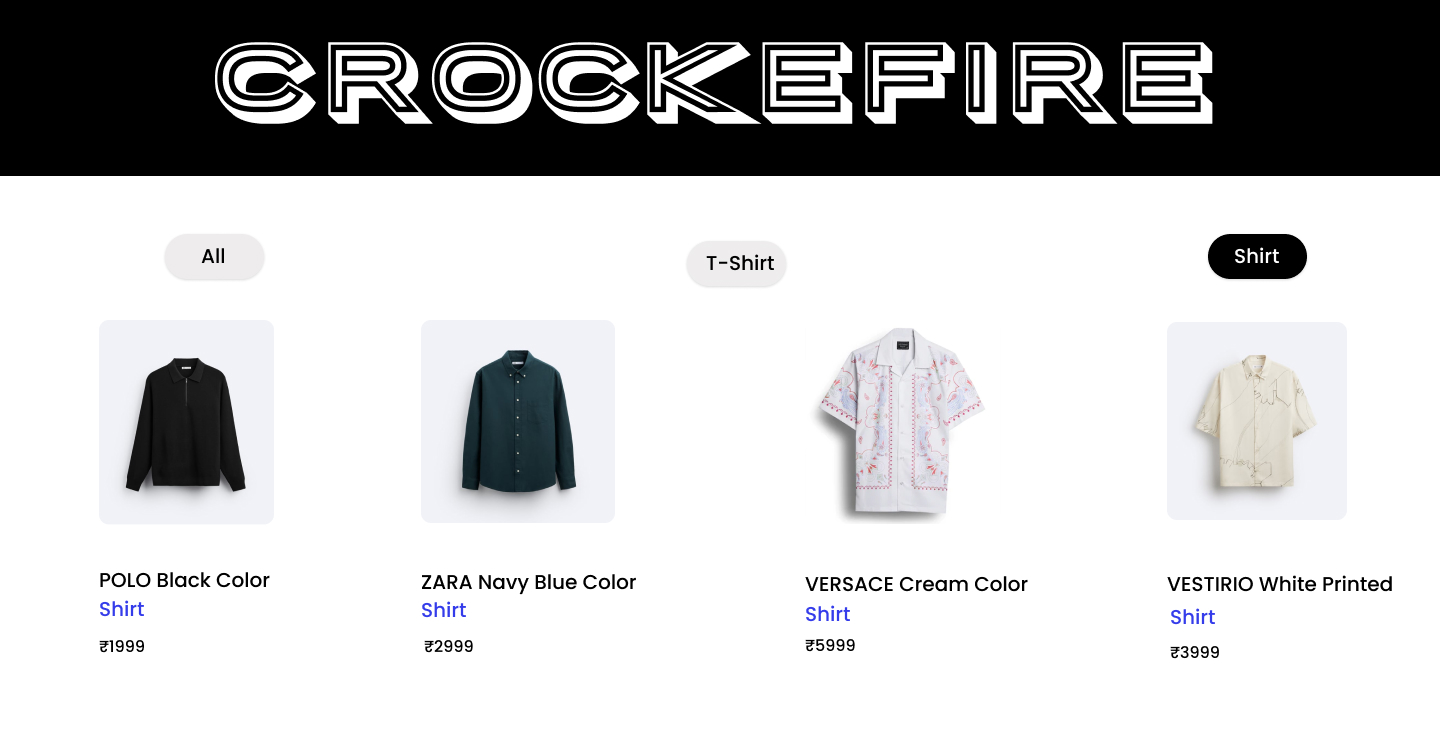 CROCKEFIRE
All
T-Shirt
Shirt
POLO Black Color
Shirt
₹1999
ZARA Navy Blue Color
Shirt
₹2999
VERSACE Cream Color
Shirt
₹5999
VESTIRIO White Printed
Shirt
₹3999